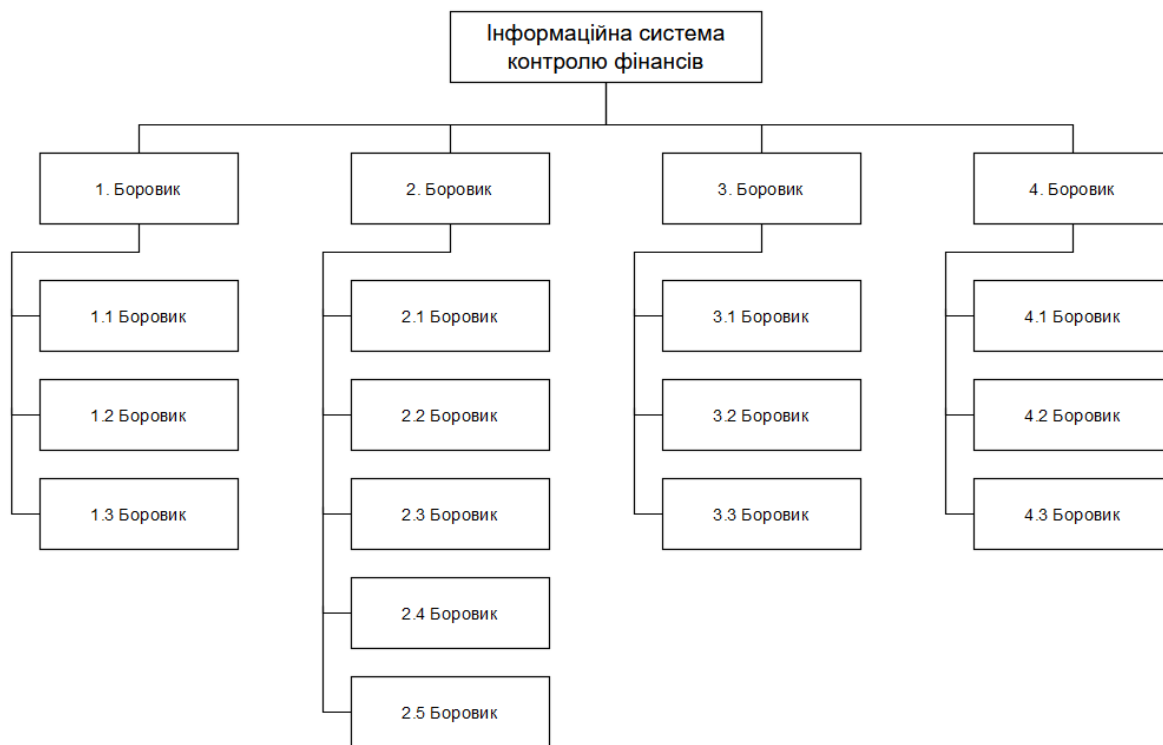 Інформаційна система
контролю фінансів
1. Боровик
2. Боровик
3. Боровик
4. Боровик
1.1 Боровик
2.1 Боровик
3.1 Боровик
4.1 Боровик
1.2 Боровик
2.2 Боровик
3.2 Боровик
4.2 Боровик
1.3 Боровик
2.3 Боровик
3.3 Боровик
4.3 Боровик
2.4 Боровик
2.5 Боровик